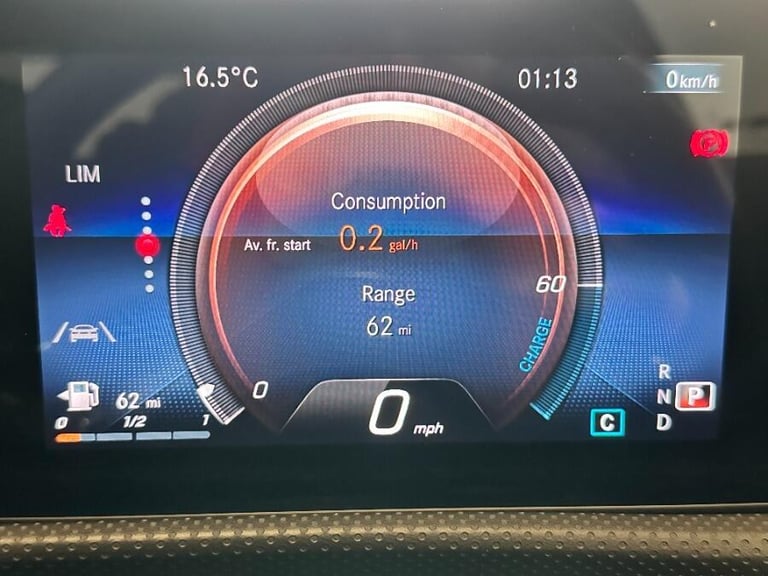 16.5°C
01:13
0 km/h
LIM
Consumption
Av. fr. start 0.2 gal/h
Range
62 mi
60
CHARGE
0
62 mi
0 1/2 1
0 mph
C
R
N P
D